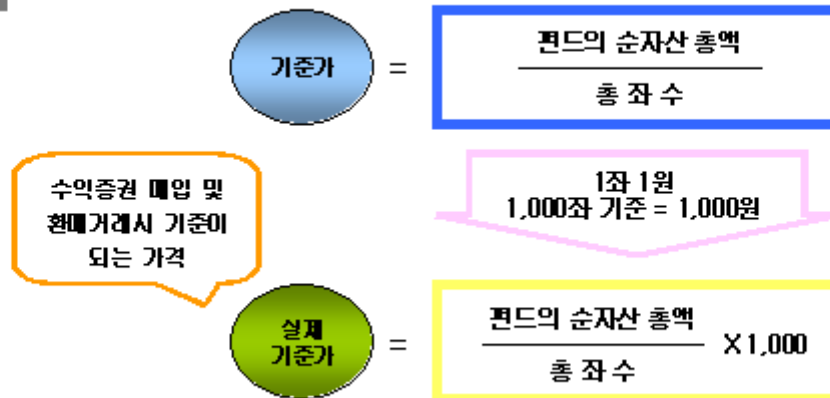 기준가
=
펀드의 순자산 총액
총 좌 수
수익증권 매입 및
환매거래시 기준이
되는 가격
1좌 1원
1,000좌 기준 = 1,000원
실제
기준가
=
펀드의 순자산 총액
총 좌 수
X 1,000